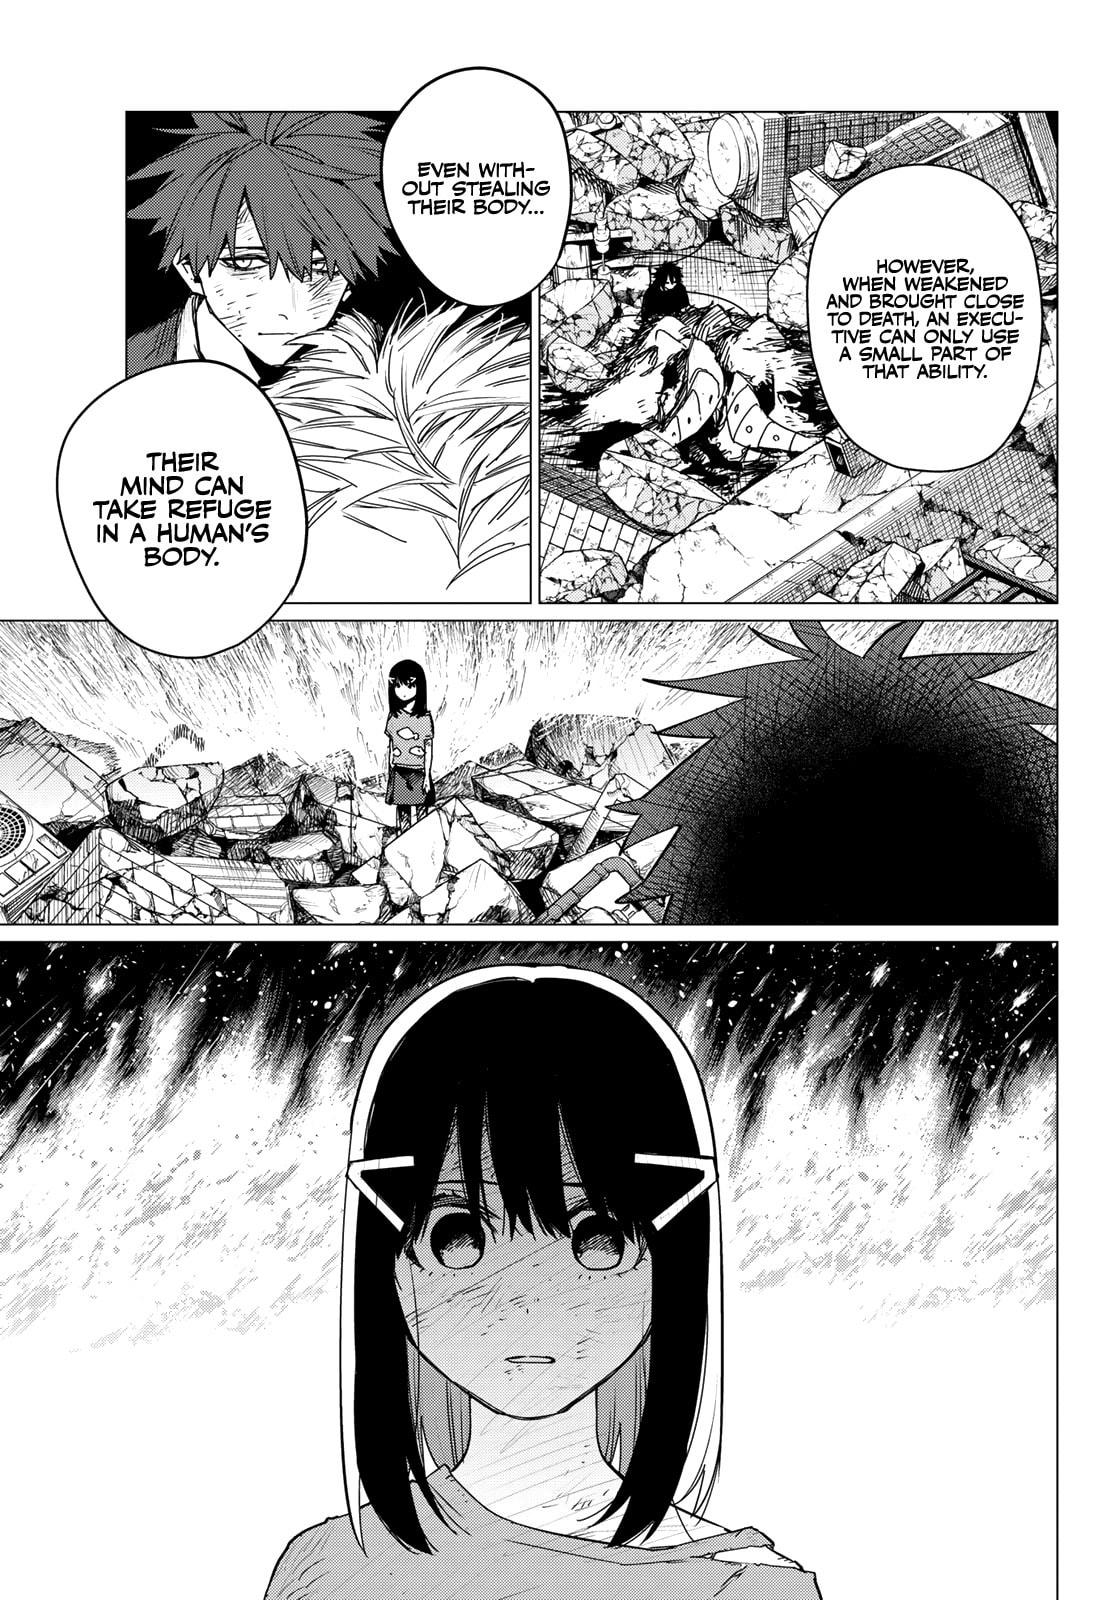 HOWEVER,
WHEN WEAKENED
AND BROUGHT CLOSE
TO DEATH, AN EXECU-
TIVE CAN ONLY USE
A SMALL PART OF
THAT ABILITY.
EVEN WITH-
OUT STEALING
THEIR BODY...
THEIR
MIND CAN
TAKE REFUGE
IN A HUMAN'S
BODY.